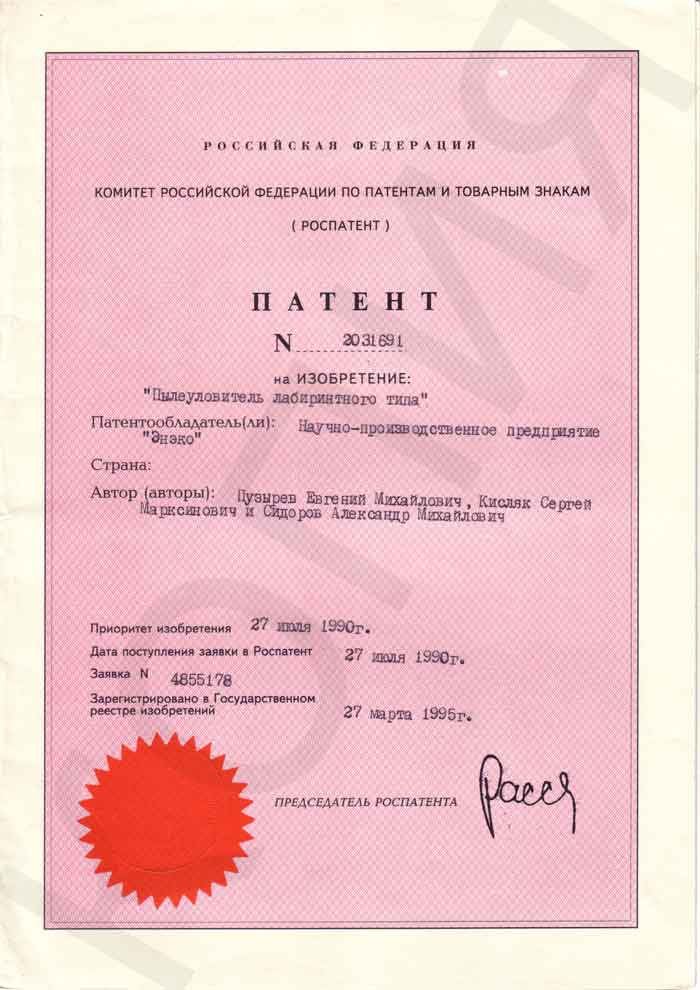 РОССИЙСКАЯ ФЕДЕРАЦИЯ
КОМИТЕТ РОССИЙСКОЙ ФЕДЕРАЦИИ ПО ПАТЕНТАМ И ТОВАРНЫМ ЗНАКАМ
( РОСПАТЕНТ )
ПАТЕНТ
N 2031691
на ИЗОБРЕТЕНИЕ:
"Пылеуловитель лабиринтного типа"
Патентообладатель(ли): Научно-производственное предприятие
"Энэко"
Страна:
Автор (авторы): Пузырев Евгений Михайлович, Кисляк Сергей
Марксинович и Сидоров Александр Михайлович
Приоритет изобретения 27 июля 1990г.
Дата поступления заявки в Роспатент 27 июля 1990г.
Заявка N 4855178
Зарегистрировано в Государственном
реестре изобретений 27 марта 1995г.
ПРЕДСЕДАТЕЛЬ РОСПАТЕНТА
КОПИЯ